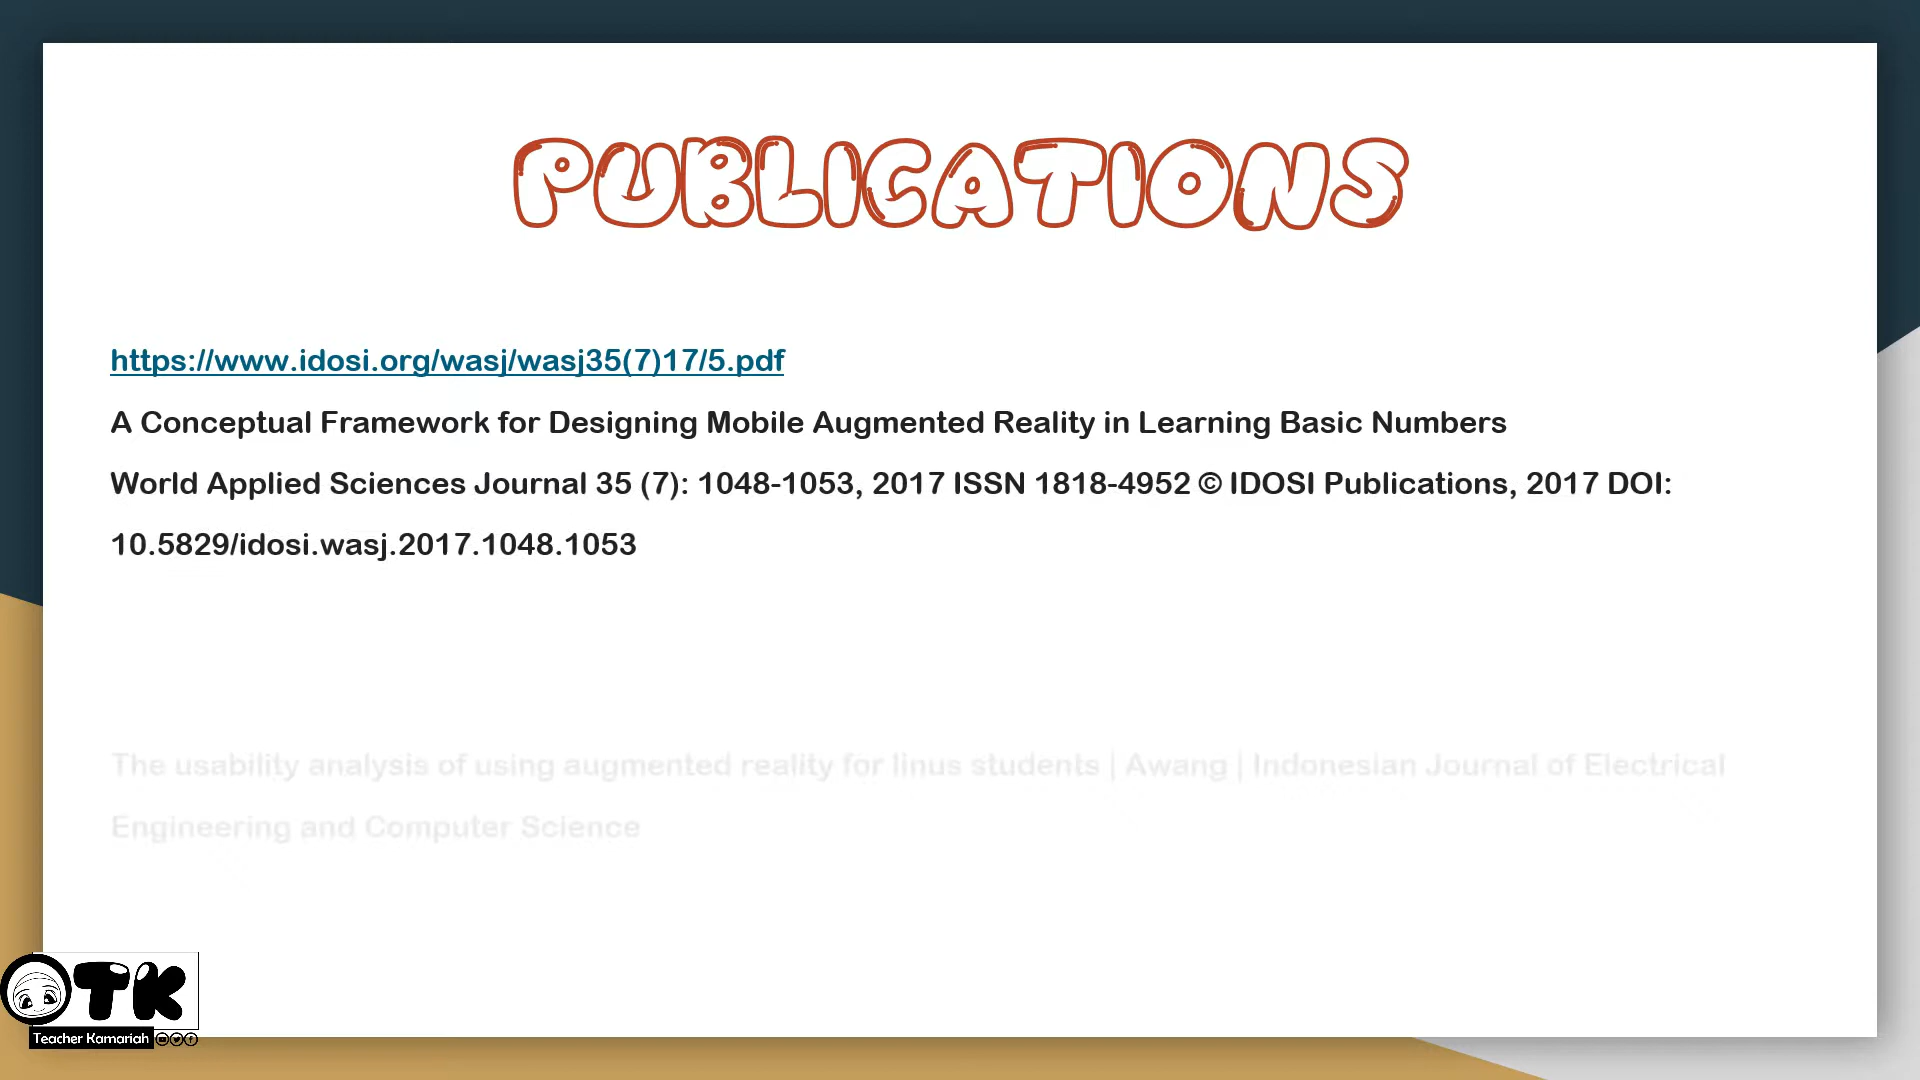 PUBLICATIONS
https://www.idosi.org/wasj/wasj35(7)17/5.pdf
A Conceptual Framework for Designing Mobile Augmented Reality in Learning Basic Numbers
World Applied Sciences Journal 35 (7): 1048-1053, 2017 ISSN 1818-4952 © IDOSI Publications, 2017 DOI:
10.5829/idosi.wasj.2017.1048.1053
The usability analysis of using augmented reality for linus students | Awang | Indonesian Journal of Electrical
Engineering and Computer Science
TK
Teacher Kamariah